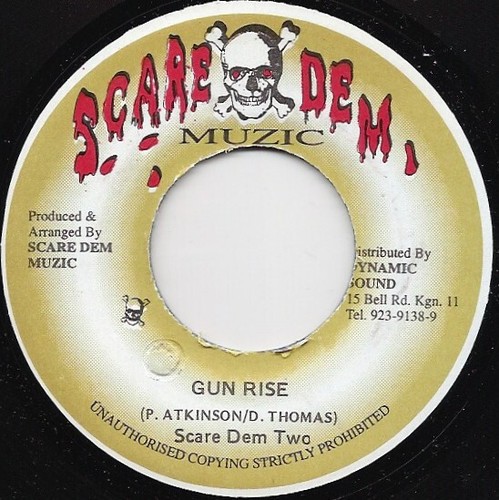 SCARE DEM
MUZIC
Produced &
Arranged By
SCARE DEM
MUZIC
Distributed By
DYNAMIC
SOUND
15 Bell Rd. Kgn. 11
Tel. 923-9138-9
GUN RISE
(P. ATKINSON/D. THOMAS)
Scare Dem Two
UNAUTHORISED COPYING STRICTLY PROHIBITED